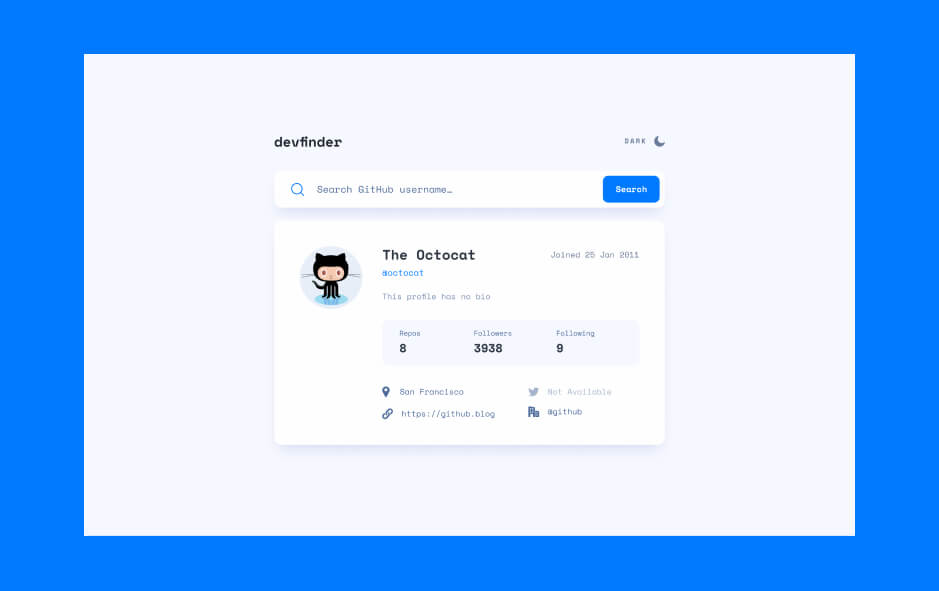 devfinder
DARK
Search GitHub username…
Search
The Octocat
Joined 25 Jan 2011
@octocat
This profile has no bio
Repos
Followers
Following
8
3938
9
San Francisco
Not Available
https://github.blog
@github